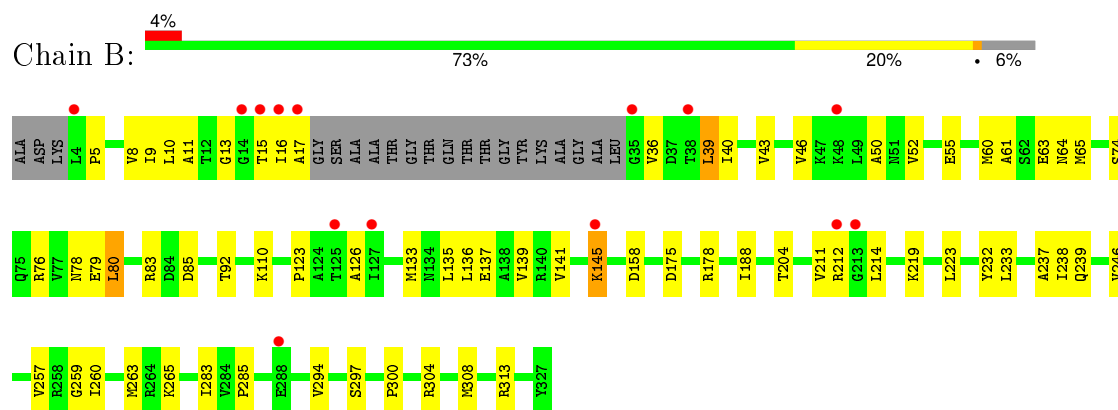 4%
Chain B:
73% 20% • 6%
ALA ASP LYS L4 P5 V8 I9 L10 A11 T12 G13 G14 T15 I16 A17 GLY SER ALA ALA THR GLY THR GLN THR THR GLY TYR LYS ALA GLY ALA LEU G35 V36 D37 T38 L39 I40 V43 V46 K47 K48 L49 A50 N51 V52 E55 M60 A61 S62 E63 N64 M65 S74
Q75 R76 V77 N78 E79 L80 R83 D84 D85 T92 K110 P123 A124 T125 A126 I127 M133 N134 L135 L136 E137 A138 V139 R140 V141 K145 D158 D175 R178 I188 T204 V211 R212 G213 L214 K219 L223 Y232 L233 A237 I238 Q239 V246
V257 R258 G259 I260 M263 R264 K265 I283 V284 P285 E288 V294 S297 P300 R304 M308 R313 Y327